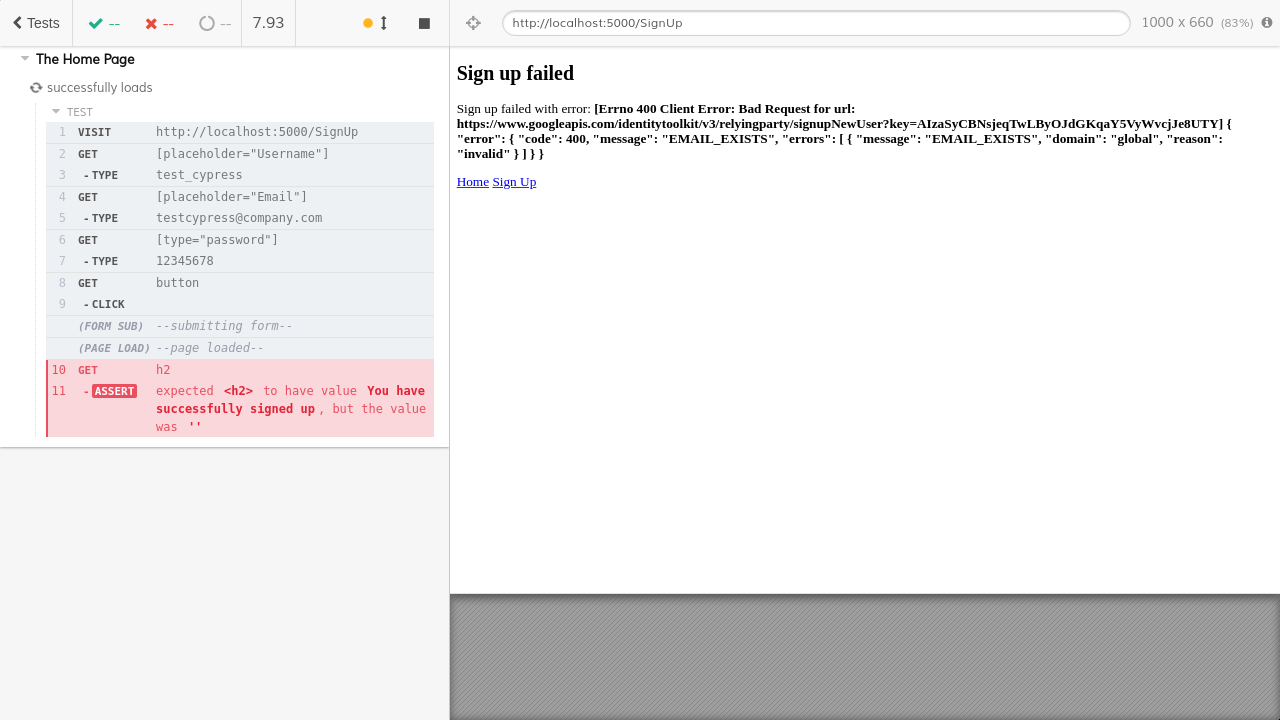 Tests -- -- -- 7.93
http://localhost:5000/SignUp 1000 x 660 (83%)
The Home Page
successfully loads
TEST
1 VISIT http://localhost:5000/SignUp
2 GET [placeholder="Username"]
3 -TYPE test_cypress
4 GET [placeholder="Email"]
5 -TYPE testcypress@company.com
6 GET [type="password"]
7 -TYPE 12345678
8 GET button
9 -CLICK
(FORM SUB) --submitting form--
(PAGE LOAD) --page loaded--
10 GET h2
11 -ASSERT expected <h2> to have value You have
successfully signed up, but the value
was ''
Sign up failed
Sign up failed with error: [Errno 400 Client Error: Bad Request for url:
https://www.googleapis.com/identitytoolkit/v3/relyingparty/signupNewUser?key=AIzaSyCBNsjeqTwLByOJdGKqaY5VyWvcjJe8UTY] {
"error": { "code": 400, "message": "EMAIL_EXISTS", "errors": [ { "message": "EMAIL_EXISTS", "domain": "global", "reason":
"invalid" } ] } }
Home Sign Up